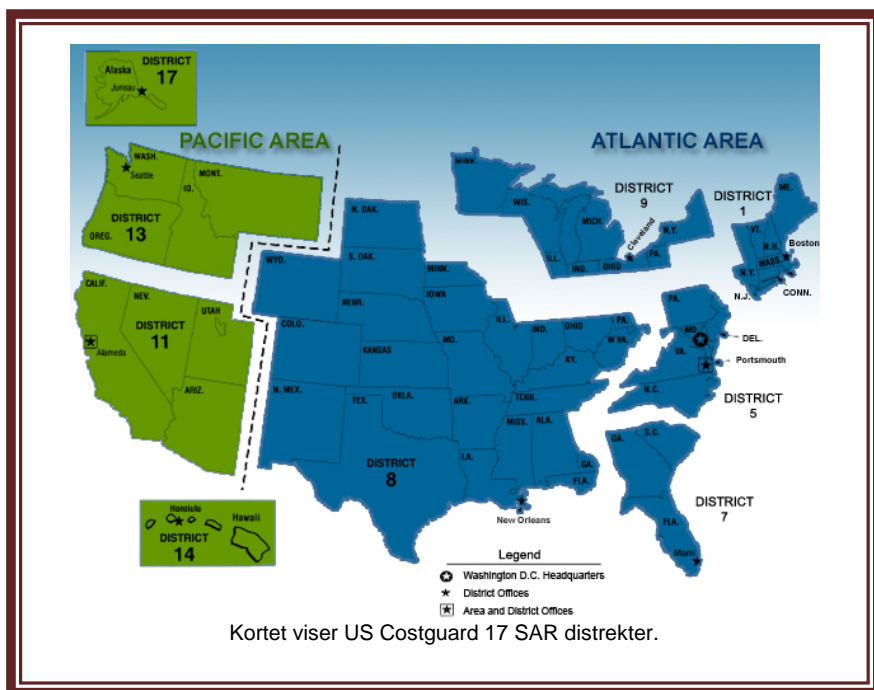 DISTRICT
17
Alaska
Juneau
PACIFIC AREA
ATLANTIC AREA
WASH.
Seattle
MONT.
ID.
DISTRICT
13
OREG.
MINN.
WIS.
MICH.
ILL.
IND.
OHIO
PA.
N.Y.
Cleveland
DISTRICT
9
DISTRICT
1
ME.
VT.
N.H.
MASS.
Boston
N.Y.
CONN.
N.J.
CALIF.
NEV.
UTAH
DISTRICT
11
Alameda
ARIZ.
N. DAK.
WYO.
S. DAK.
MINN.
NEBR.
IOWA
COLO.
ILL.
IND.
OHIO
PA.
W VA.
KANSAS
MO.
KY.
N. MEX.
TEX.
OKLA.
ARK.
TENN.
MISS.
ALA.
LA.
GA.
FLA.
DISTRICT
8
New Orleans
PA.
MD.
DEL.
VA.
Portsmouth
N.C.
DISTRICT
5
GA.
S.C.
DISTRICT
7
FLA.
Miami
Honolulu
Hawaii
DISTRICT
14
Legend
Washington D.C. Headquarters
District Offices
Area and District Offices
Kortet viser US Costguard 17 SAR distrekter.